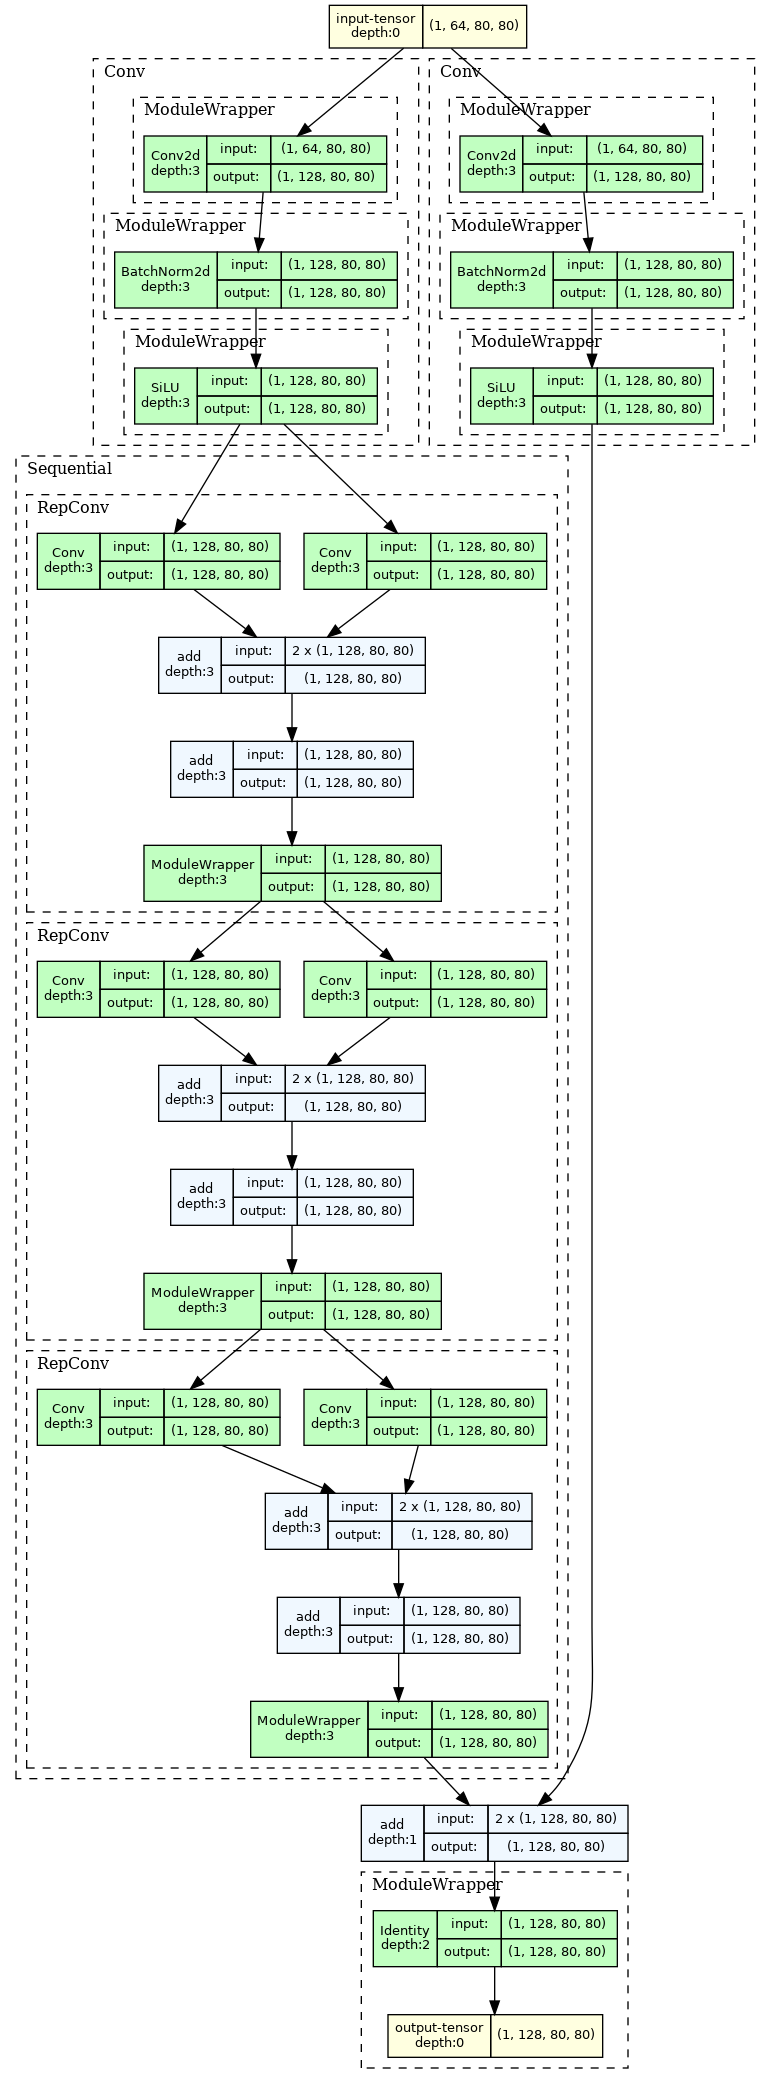 input-tensor
depth:0
(1, 64, 80, 80)
Conv
Conv
ModuleWrapper
ModuleWrapper
Conv2d
depth:3
input:
(1, 64, 80, 80)
output:
(1, 128, 80, 80)
Conv2d
depth:3
input:
(1, 64, 80, 80)
output:
(1, 128, 80, 80)
ModuleWrapper
ModuleWrapper
BatchNorm2d
depth:3
input:
(1, 128, 80, 80)
output:
(1, 128, 80, 80)
BatchNorm2d
depth:3
input:
(1, 128, 80, 80)
output:
(1, 128, 80, 80)
ModuleWrapper
ModuleWrapper
SiLU
depth:3
input:
(1, 128, 80, 80)
output:
(1, 128, 80, 80)
SiLU
depth:3
input:
(1, 128, 80, 80)
output:
(1, 128, 80, 80)
Sequential
RepConv
Conv
depth:3
input:
(1, 128, 80, 80)
output:
(1, 128, 80, 80)
Conv
depth:3
input:
(1, 128, 80, 80)
output:
(1, 128, 80, 80)
add
depth:3
input:
2 x (1, 128, 80, 80)
output:
(1, 128, 80, 80)
add
depth:3
input:
(1, 128, 80, 80)
output:
(1, 128, 80, 80)
ModuleWrapper
depth:3
input:
(1, 128, 80, 80)
output:
(1, 128, 80, 80)
RepConv
Conv
depth:3
input:
(1, 128, 80, 80)
output:
(1, 128, 80, 80)
Conv
depth:3
input:
(1, 128, 80, 80)
output:
(1, 128, 80, 80)
add
depth:3
input:
2 x (1, 128, 80, 80)
output:
(1, 128, 80, 80)
add
depth:3
input:
(1, 128, 80, 80)
output:
(1, 128, 80, 80)
ModuleWrapper
depth:3
input:
(1, 128, 80, 80)
output:
(1, 128, 80, 80)
RepConv
Conv
depth:3
input:
(1, 128, 80, 80)
output:
(1, 128, 80, 80)
Conv
depth:3
input:
(1, 128, 80, 80)
output:
(1, 128, 80, 80)
add
depth:3
input:
2 x (1, 128, 80, 80)
output:
(1, 128, 80, 80)
add
depth:3
input:
(1, 128, 80, 80)
output:
(1, 128, 80, 80)
ModuleWrapper
depth:3
input:
(1, 128, 80, 80)
output:
(1, 128, 80, 80)
add
depth:1
input:
2 x (1, 128, 80, 80)
output:
(1, 128, 80, 80)
ModuleWrapper
Identity
depth:2
input:
(1, 128, 80, 80)
output:
(1, 128, 80, 80)
output-tensor
depth:0
(1, 128, 80, 80)